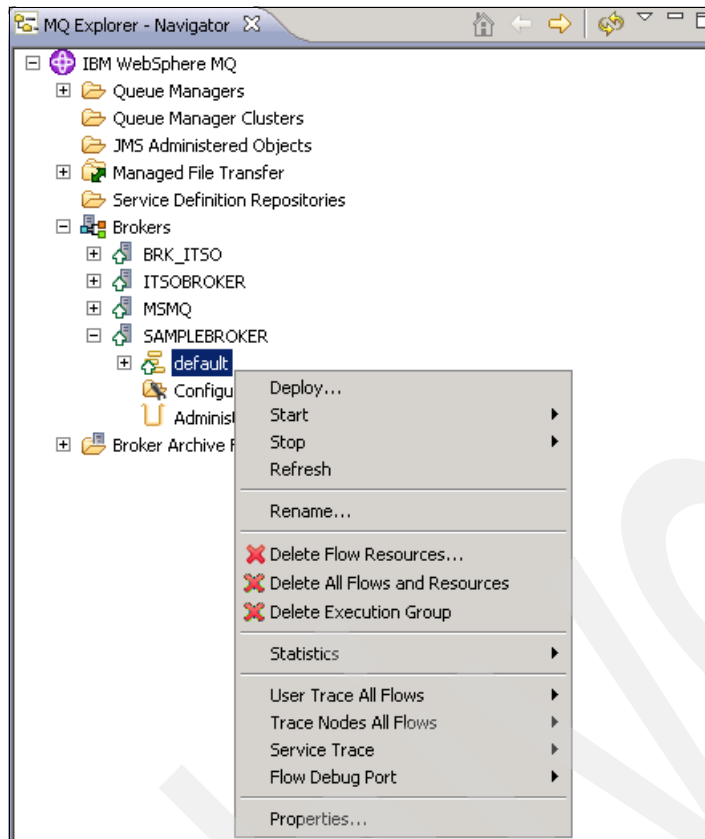 MQ Explorer - Navigator
IBM WebSphere MQ
Queue Managers
Queue Manager Clusters
JMS Administered Objects
Managed File Transfer
Service Definition Repositories
Brokers
BRK_ITSO
ITSOBROKER
MSMQ
SAMPLEBROKER
default
Configu
Administ
Broker Archive F
Deploy...
Start
Stop
Refresh
Rename...
Delete Flow Resources...
Delete All Flows and Resources
Delete Execution Group
Statistics
User Trace All Flows
Trace Nodes All Flows
Service Trace
Flow Debug Port
Properties...